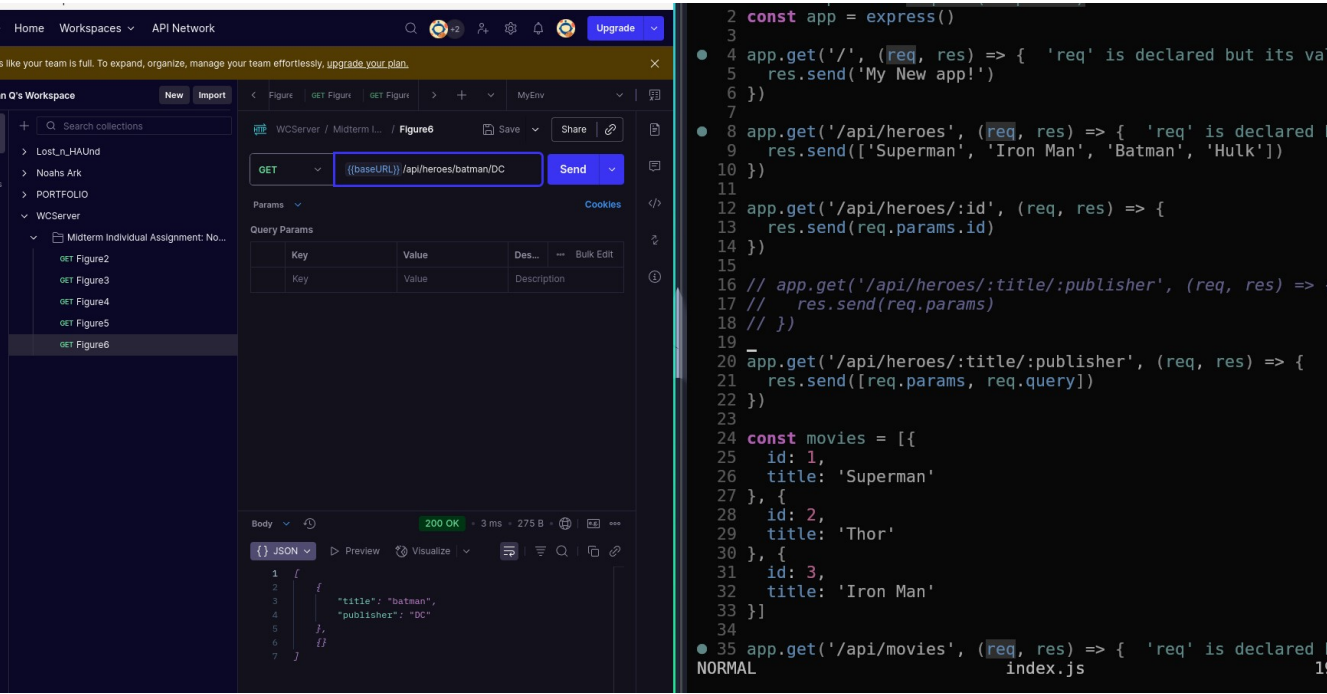 Home Workspaces API Network +2 Upgrade
s like your team is full. To expand, organize, manage your team effortlessly, upgrade your plan.
n Q's Workspace New Import
Search collections
Lost_n_HAUnd
Noahs Ark
PORTFOLIO
WCServer
Midterm Individual Assignment: No...
GET Figure2
GET Figure3
GET Figure4
GET Figure5
GET Figure6
Figure GET Figure GET Figure MyEnv
HTTP WCServer / Midterm I... / Figure6 Save Share
GET {{baseURL}} /api/heroes/batman/DC Send
Params Cookies
Query Params
Key Value Des... Bulk Edit
Key Value Description
Body 200 OK 3 ms 275 B
{} JSON Preview Visualize
1 [
2 {
3 "title": "batman",
4 "publisher": "DC"
5 },
6 {}
7 ]
2 const app = express()
3
4 app.get('/', (req, res) => { 'req' is declared but its val
5 res.send('My New app!')
6 })
7
8 app.get('/api/heroes', (req, res) => { 'req' is declared
9 res.send(['Superman', 'Iron Man', 'Batman', 'Hulk'])
10 })
11
12 app.get('/api/heroes/:id', (req, res) => {
13 res.send(req.params.id)
14 })
15
16 // app.get('/api/heroes/:title/:publisher', (req, res) => {
17 // res.send(req.params)
18 // })
19
20 app.get('/api/heroes/:title/:publisher', (req, res) => {
21 res.send([req.params, req.query])
22 })
23
24 const movies = [{
25 id: 1,
26 title: 'Superman'
27 }, {
28 id: 2,
29 title: 'Thor'
30 }, {
31 id: 3,
32 title: 'Iron Man'
33 }]
34
35 app.get('/api/movies', (req, res) => { 'req' is declared
NORMAL index.js 19